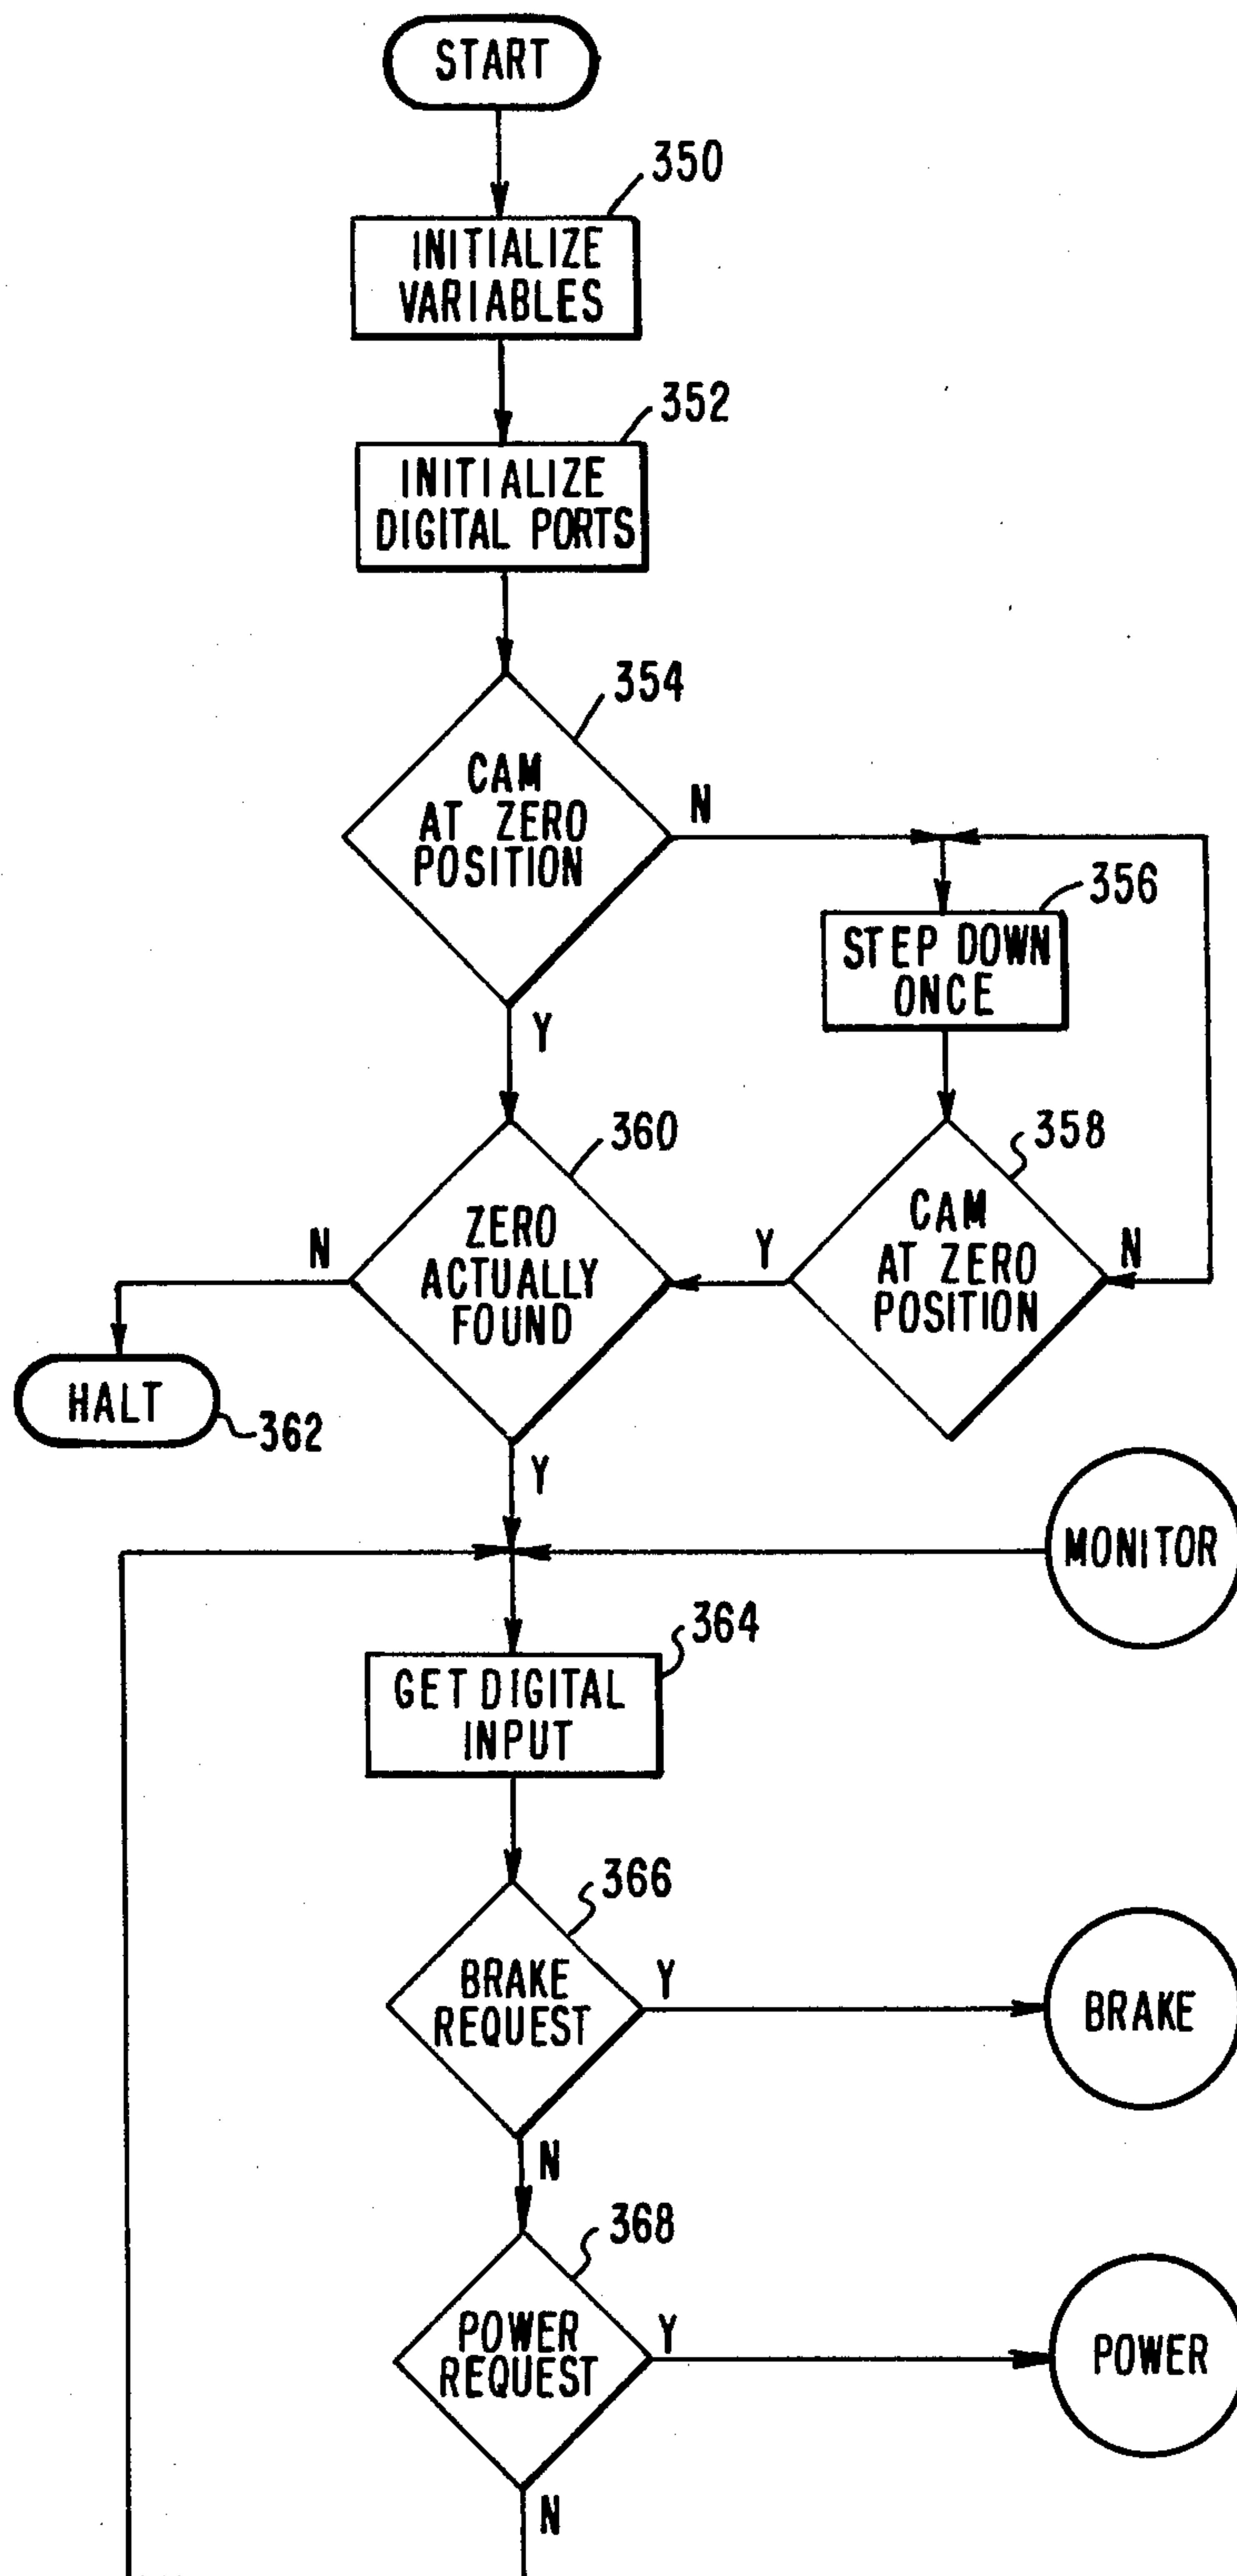 START
350
INITIALIZE
VARIABLES
352
INITIALIZE
DIGITAL PORTS
354
CAM
AT ZERO
POSITION
N
356
STEP DOWN
ONCE
Y
360
358
ZERO
ACTUALLY
FOUND
N
Y
CAM
AT ZERO
POSITION
N
HALT
362
Y
MONITOR
364
GET DIGITAL
INPUT
366
BRAKE
REQUEST
Y
BRAKE
N
368
POWER
REQUEST
Y
POWER
N